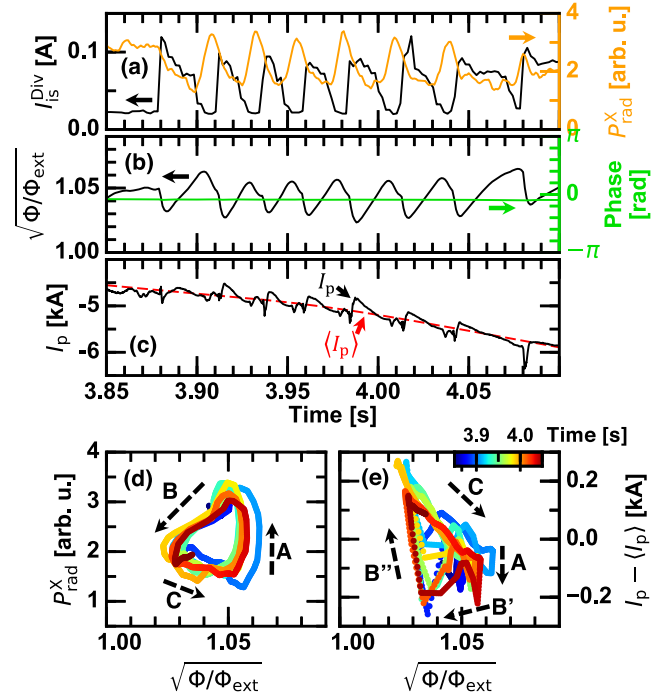 I_is^Div [A]
0.1
0.0
(a)
4
2
0
P_rad^X [arb. u.]
√Φ/Φ_ext
1.05
1.00
(b)
π
0
−π
Phase [rad]
I_p [kA]
-5
-6
(c)
I_p
⟨I_p⟩
3.85 3.90 3.95 4.00 4.05
Time [s]
3.9 4.0 Time [s]
P_rad^X [arb. u.]
4
3
2
1
(d)
B
A
C
1.00 1.05
√Φ/Φ_ext
(e)
C
A
B''
B'
0.2
0.0
−0.2
I_p − ⟨I_p⟩ [kA]
1.00 1.05
√Φ/Φ_ext